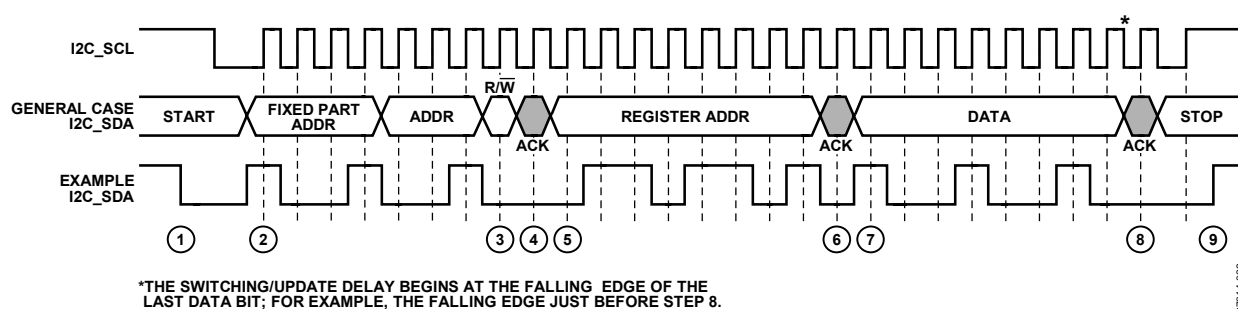 *
I2C_SCL
R/W
GENERAL CASE
I2C_SDA
START
FIXED PART
ADDR
ADDR
ACK
REGISTER ADDR
ACK
DATA
ACK
STOP
EXAMPLE
I2C_SDA
1 2 3 4 5 6 7 8 9
*THE SWITCHING/UPDATE DELAY BEGINS AT THE FALLING EDGE OF THE
LAST DATA BIT; FOR EXAMPLE, THE FALLING EDGE JUST BEFORE STEP 8.